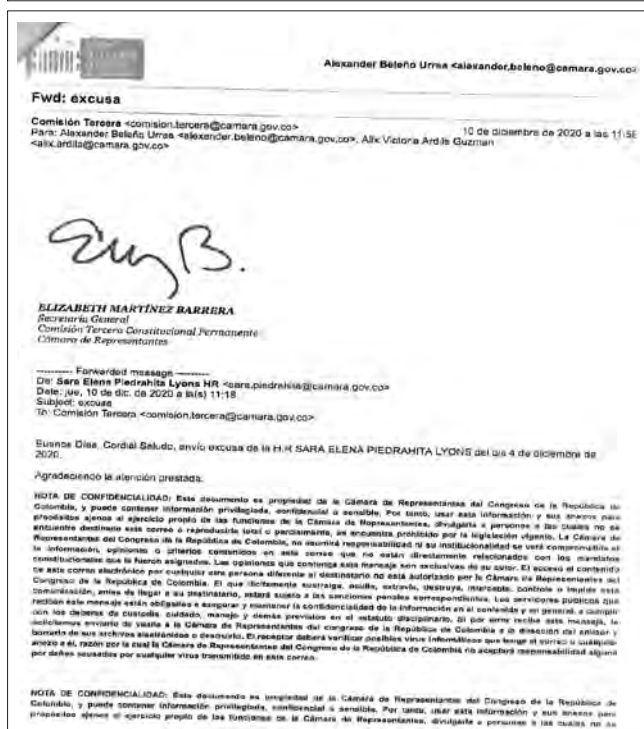 Alexander Beleño Urrea <alexander.beleno@camara.gov.co>
Fwd: excusa
Comisión Tercera <comision.tercera@camara.gov.co>
10 de diciembre de 2020 a las 11:58
Para: Alexander Beleño Urrea <alexander.beleno@camara.gov.co>, Alix Victoria Ardila Guzman
<alix.ardila@camara.gov.co>
ELIZABETH MARTÍNEZ BARRERA
Secretaria General
Comisión Tercera Constitucional Permanente
Cámara de Representantes
---------- Forwarded message ---------
De: Sara Elena Piedrahita Lyons HR <sara.piedrahita@camara.gov.co>
Date: jue, 10 de dic. de 2020 a la(s) 11:18
Subject: excusa
To: Comisión Tercera <comision.tercera@camara.gov.co>
Buenos Días, Cordial Saludo, envío excusa de la H.R SARA ELENA PIEDRAHITA LYONS del día 4 de diciembre de
2020.
Agradeciendo la atención prestada.
NOTA DE CONFIDENCIALIDAD: Este documento es propiedad de la Cámara de Representantes del Congreso de la República de
Colombia, y puede contener información privilegiada, confidencial o sensible. Por tanto, usar esta información y sus anexos para
propósitos ajenos al ejercicio propio de las funciones de la Cámara de Representantes, divulgarla a personas a las cuales no se
encuentre destinado este correo o reproducirla total o parcialmente, se encuentra prohibido por la legislación vigente. La Cámara de
Representantes del Congreso de la República de Colombia, no asumirá responsabilidad ni su institucionalidad se verá comprometida si
la información, opiniones o criterios contenidos en este correo que no están directamente relacionados con los mandatos
constitucionales que le fueron asignados. Las opiniones que contenga este mensaje son exclusivas de su autor. El acceso al contenido
de este correo electrónico por cualquier otra persona diferente al destinatario no está autorizado por la Cámara de Representantes del
Congreso de la República de Colombia. El que ilícitamente sustraiga, oculte, extravíe, destruya, intercepte, controle o impida esta
comunicación, antes de llegar a su destinatario, estará sujeto a las sanciones penales correspondientes. Los servidores públicos que
reciban este mensaje están obligados a asegurar y mantener la confidencialidad de la información en él contenida y en general, a cumplir
con los deberes de custodia, cuidado, manejo y demás previstos en el estatuto disciplinario. Si por error recibe este mensaje, le
solicitamos enviarlo de vuelta a la Cámara de Representantes del Congreso de la República de Colombia a la dirección del emisor y
borrarlo de sus archivos electrónicos o destruirlo. El receptor deberá verificar posibles virus informáticos que tenga el correo o cualquier
anexo a él, razón por la cual la Cámara de Representantes del Congreso de la República de Colombia no aceptará responsabilidad alguna
por daños causados por cualquier virus transmitido en este correo.
NOTA DE CONFIDENCIALIDAD: Este documento es propiedad de la Cámara de Representantes del Congreso de la República de
Colombia, y puede contener información privilegiada, confidencial o sensible. Por tanto, usar esta información y sus anexos para
propósitos ajenos al ejercicio propio de las funciones de la Cámara de Representantes, divulgarla a personas a las cuales no se